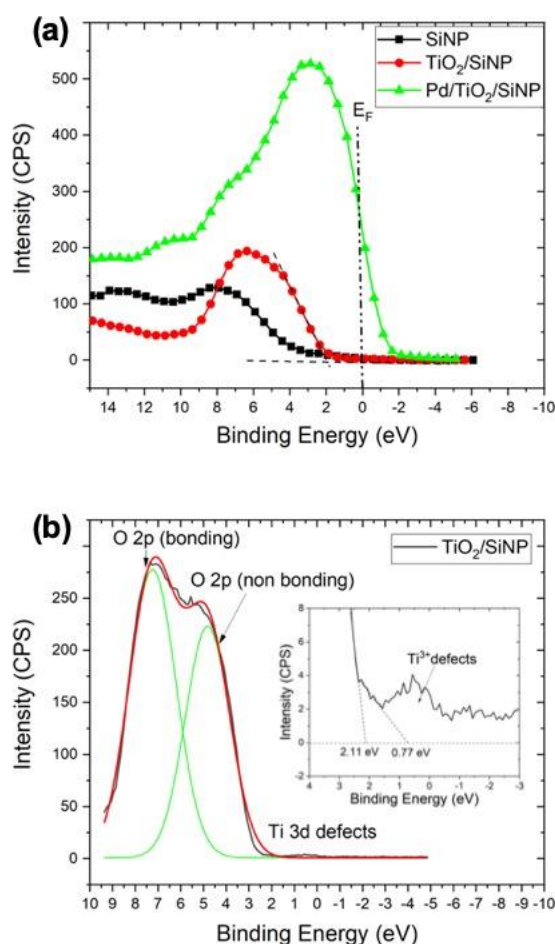 (a)
SiNP
TiO₂/SiNP
Pd/TiO₂/SiNP
E_F
500
400
300
200
100
0
Intensity (CPS)
14 12 10 8 6 4 2 0 -2 -4 -6 -8 -10
Binding Energy (eV)
(b)
O 2p (bonding)
TiO₂/SiNP
O 2p (non bonding)
300
250
200
150
100
50
0
Intensity (CPS)
8
6
4
2
0
-2
Intensity (CPS)
Ti³⁺defects
2.11 eV 0.77 eV
4 3 2 1 0 -1 -2 -3
Binding Energy (eV)
Ti 3d defects
10 9 8 7 6 5 4 3 2 1 0 -1 -2 -3 -4 -5 -6 -7 -8 -9 -10
Binding Energy (eV)